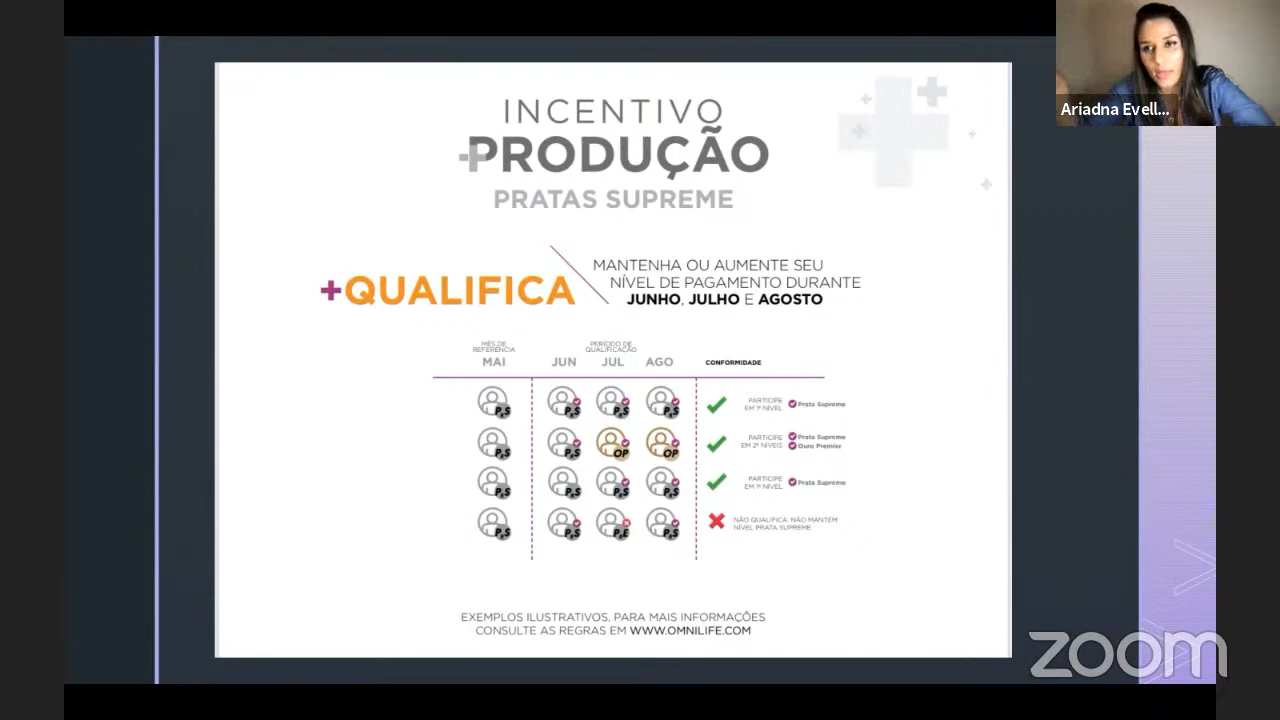 Ariadna Evell...
INCENTIVO
+PRODUÇÃO
PRATAS SUPREME
+QUALIFICA
MANTENHA OU AUMENTE SEU
NÍVEL DE PAGAMENTO DURANTE
JUNHO, JULHO E AGOSTO
MÊS DE
REFERÊNCIA
MAI
PERÍODO DE
QUALIFICAÇÃO
JUN JUL AGO
CONFORMIDADE
P.S P.S P.S P.S
PARTICIPE
EM 1º NÍVEL
Prata Supreme
P.S P.S OP OP
PARTICIPE
EM 2º NÍVEIS
Prata Supreme
Ouro Premier
P.S P.S P.S P.S
PARTICIPE
EM 1º NÍVEL
Prata Supreme
P.S P.S P.E P.S
NÃO QUALIFICA. NÃO MANTÉM
NÍVEL PRATA SUPREME
EXEMPLOS ILUSTRATIVOS, PARA MAIS INFORMAÇÕES
CONSULTE AS REGRAS EM WWW.OMNILIFE.COM
zoom